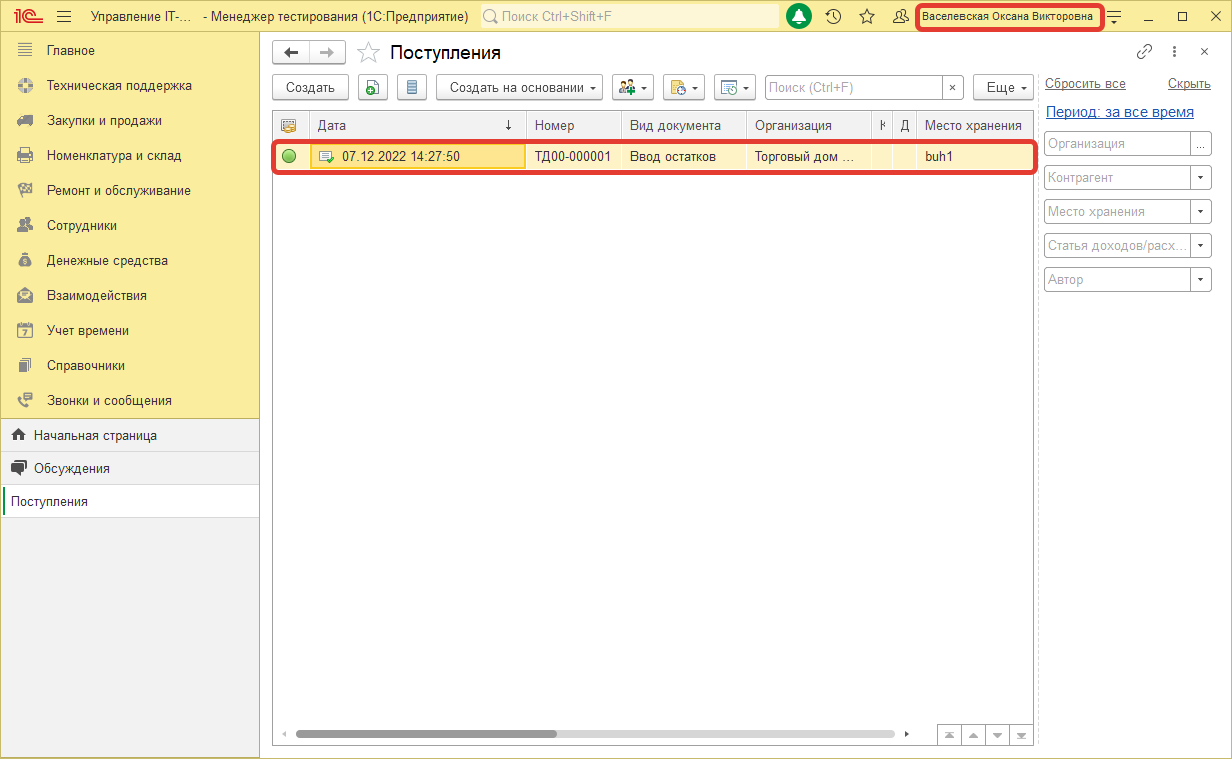 1С Управление IT-... - Менеджер тестирования (1С:Предприятие) Поиск Ctrl+Shift+F Васелевская Оксана Викторовна
Главное
Техническая поддержка
Закупки и продажи
Номенклатура и склад
Ремонт и обслуживание
Сотрудники
Денежные средства
Взаимодействия
7 Учет времени
Справочники
Звонки и сообщения
Начальная страница
Обсуждения
Поступления
Поступления
Создать Создать на основании Поиск (Ctrl+F) × Еще
Дата ↓ Номер Вид документа Организация К Д Место хранения
07.12.2022 14:27:50 ТД00-000001 Ввод остатков Торговый дом ... buh1
Сбросить все Скрыть
Период: за все время
Организация ...
Контрагент
Место хранения
Статья доходов/расх...
Автор